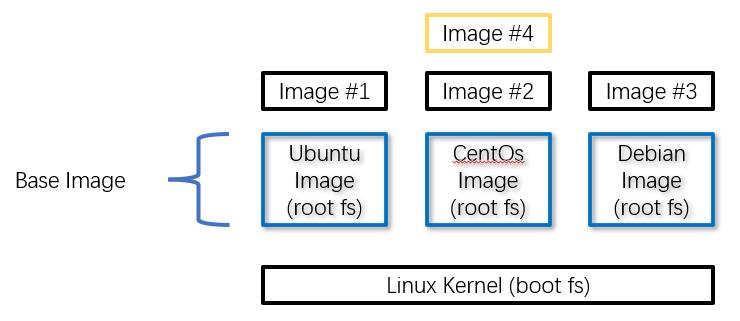 Image #4
Image #1
Image #2
Image #3
Base Image
Ubuntu
Image
(root fs)
CentOs
Image
(root fs)
Debian
Image
(root fs)
Linux Kernel (boot fs)